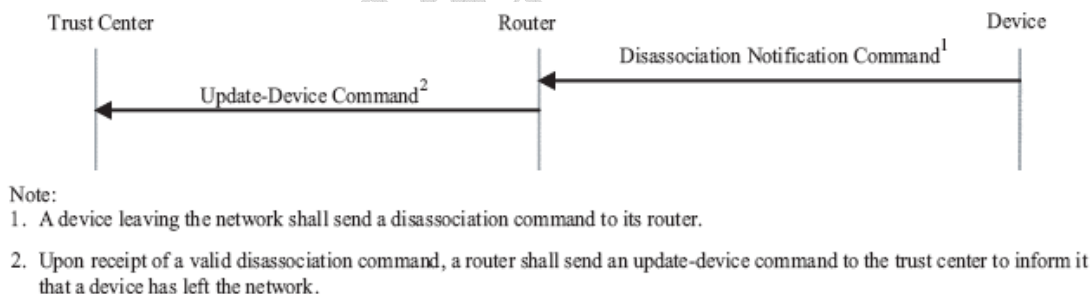 Trust Center Router Device
Disassociation Notification Command1
Update-Device Command2
Note:
1. A device leaving the network shall send a disassociation command to its router.
2. Upon receipt of a valid disassociation command, a router shall send an update-device command to the trust center to inform it
that a device has left the network.